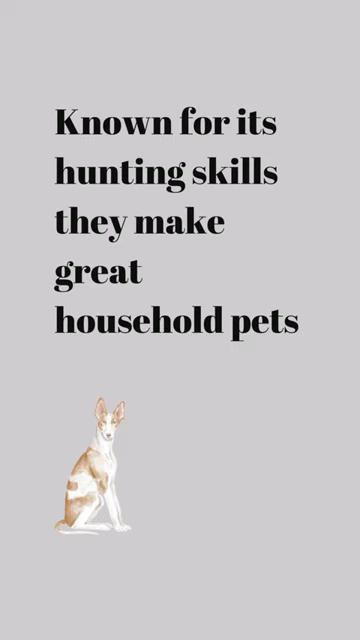 Known for its
hunting skills
they make
great
household pets